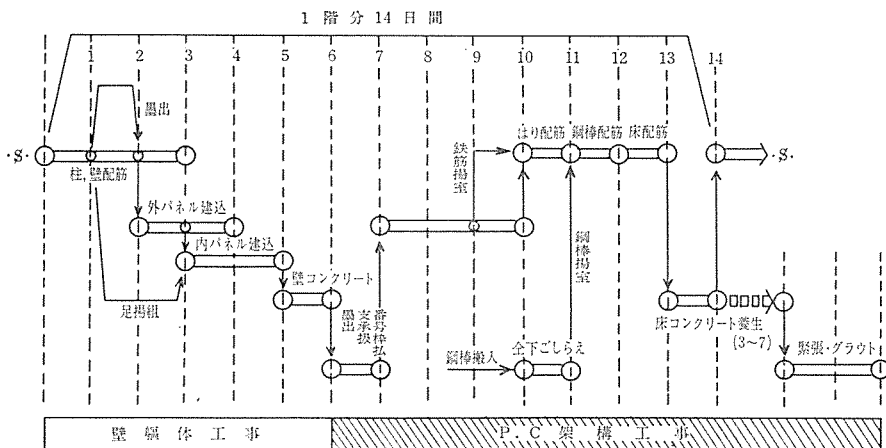 1 階 分 14 日 間
1 2 3 4 5 6 7 8 9 10 11 12 13 14
墨出
はり配筋 鋼棒配筋 床配筋
・S・
・S・
柱,壁配筋
鉄筋揚室
外パネル建込
内パネル建込
鋼棒揚室
壁コンクリート
足場組
墨出
支承扱
番号枠払
床コンクリート養生
(3~7)
鋼棒搬入
全下ごしらえ
緊張・グラウト
壁 軀 体 工 事
P.C 架 構 工 事